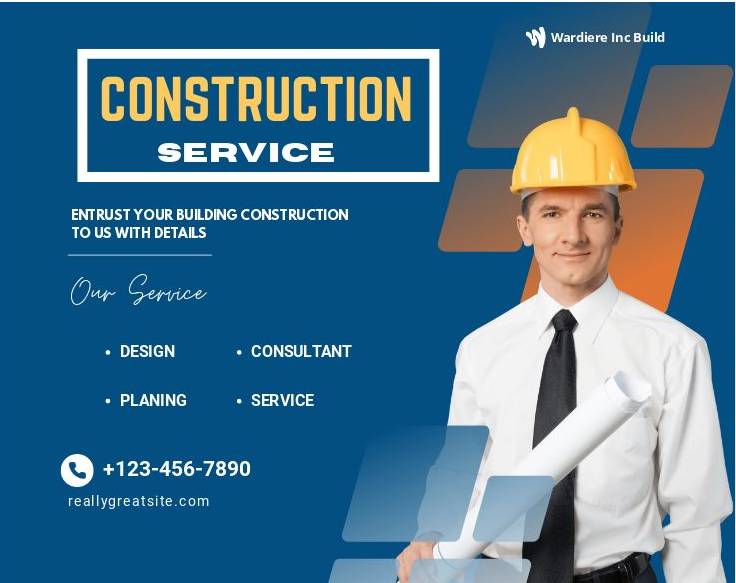 Wardiere Inc Build
CONSTRUCTION
SERVICE
ENTRUST YOUR BUILDING CONSTRUCTION
TO US WITH DETAILS
Our Service
• DESIGN
• CONSULTANT
• PLANING
• SERVICE
+123-456-7890
reallygreatsite.com